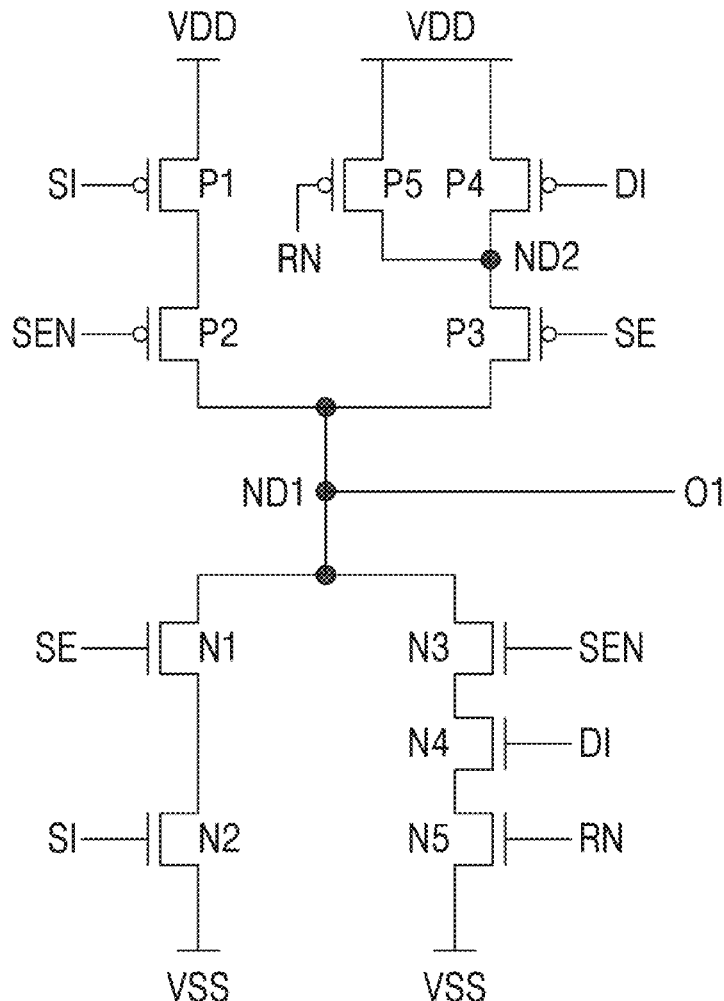 VDD VDD
SI P1 P5 P4 DI
RN ND2
SEN P2 P3 SE
ND1 O1
SE N1 N3 SEN
N4 DI
SI N2 N5 RN
VSS VSS